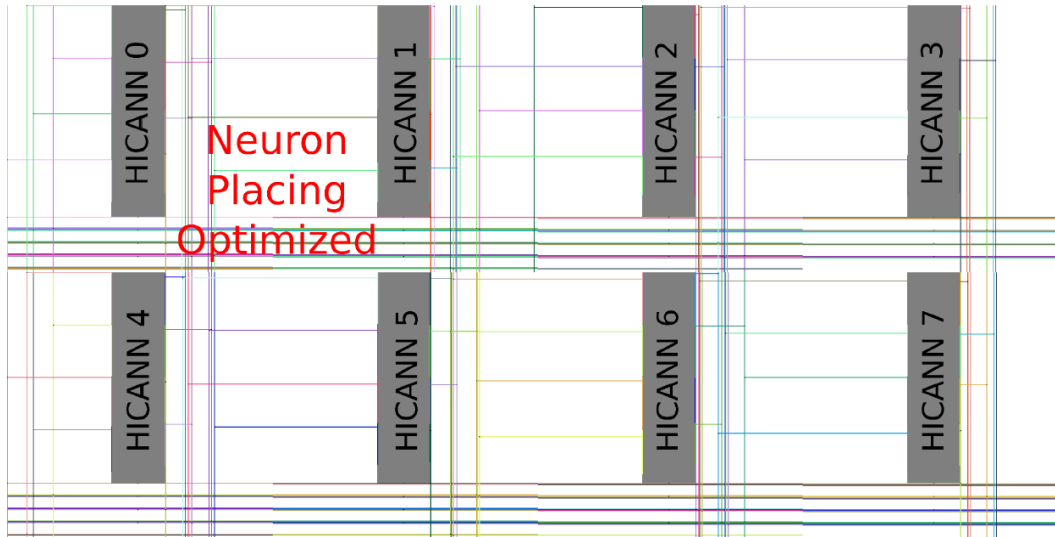 HICANN 0
HICANN 1
HICANN 2
HICANN 3
Neuron
Placing
Optimized
HICANN 4
HICANN 5
HICANN 6
HICANN 7